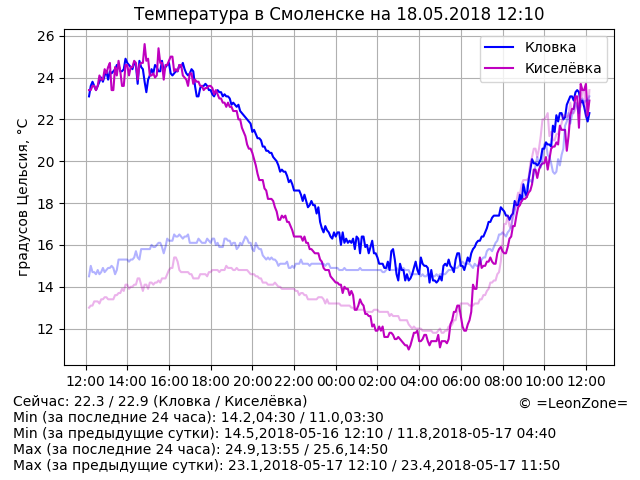 Температура в Смоленске на 18.05.2018 12:10
26
24
22
20
18
16
14
12
градусов Цельсия, °C
Кловка
Киселёвка
12:00 14:00 16:00 18:00 20:00 22:00 00:00 02:00 04:00 06:00 08:00 10:00 12:00
Сейчас: 22.3 / 22.9 (Кловка / Киселёвка)
© =LeonZone=
Min (за последние 24 часа): 14.2,04:30 / 11.0,03:30
Min (за предыдущие сутки): 14.5,2018-05-16 12:10 / 11.8,2018-05-17 04:40
Max (за последние 24 часа): 24.9,13:55 / 25.6,14:50
Max (за предыдущие сутки): 23.1,2018-05-17 12:10 / 23.4,2018-05-17 11:50